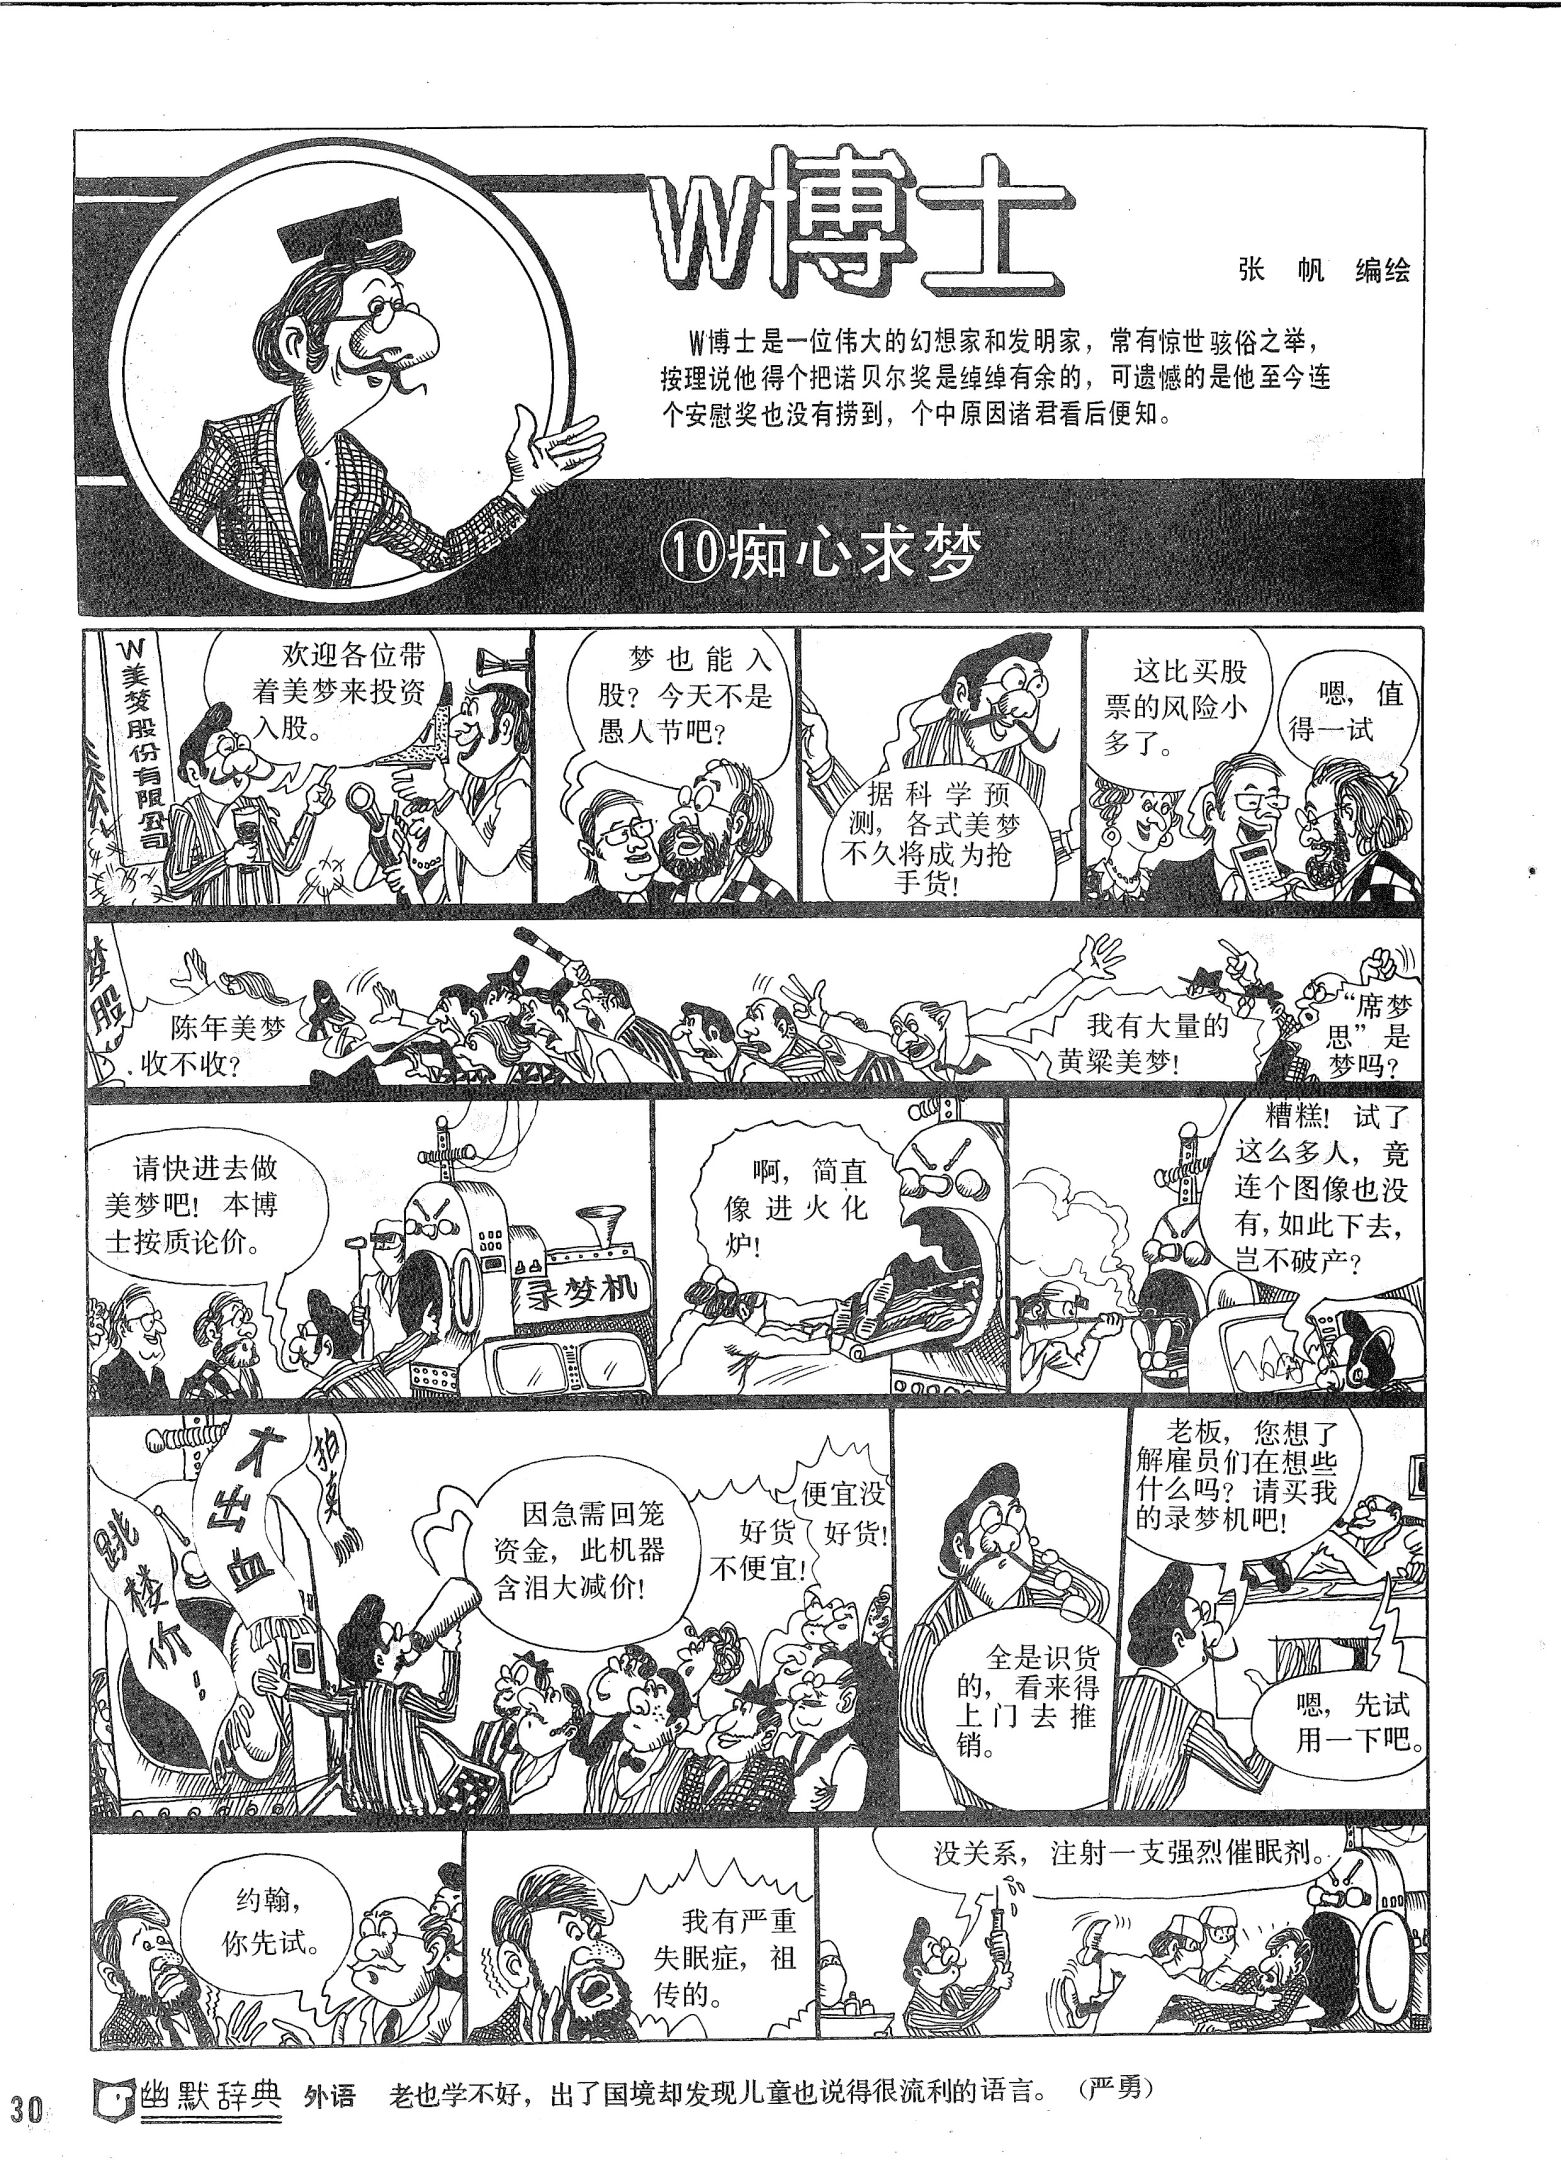 W博士
张 帆 编绘
W博士是一位伟大的幻想家和发明家，常有惊世骇俗之举，
按理说他得个把诺贝尔奖是绰绰有余的，可遗憾的是他至今连
个安慰奖也没有捞到，个中原因诸君看后便知。
⑩痴心求梦
W美梦股份有限公司
欢迎各位带
着美梦来投资
入股。
梦也能入
股？今天不是
愚人节吧？
据科学预
测，各式美梦
不久将成为抢
手货！
这比买股
票的风险小
多了。
嗯，值
得一试
梦股
陈年美梦
收不收？
我有大量的
黄粱美梦！
“席梦
思”是
梦吗？
请快进去做
美梦吧！本博
士按质论价。
录梦机
啊，简直
像进火化
炉！
糟糕！试了
这么多人，竟
连个图像也没
有，如此下去，
岂不破产？
跳楼价！
大出血
拍卖
因急需回笼
资金，此机器
含泪大减价！
好货
不便宜！
便宜没
好货！
全是识货
的，看来得
上门去推
销。
老板，您想了
解雇员们在想些
什么吗？请买我
的录梦机吧！
嗯，先试
用一下吧。
约翰，
你先试。
我有严重
失眠症，祖
传的。
没关系，注射一支强烈催眠剂。
幽默辞典 外语 老也学不好，出了国境却发现儿童也说得很流利的语言。（严勇）
30